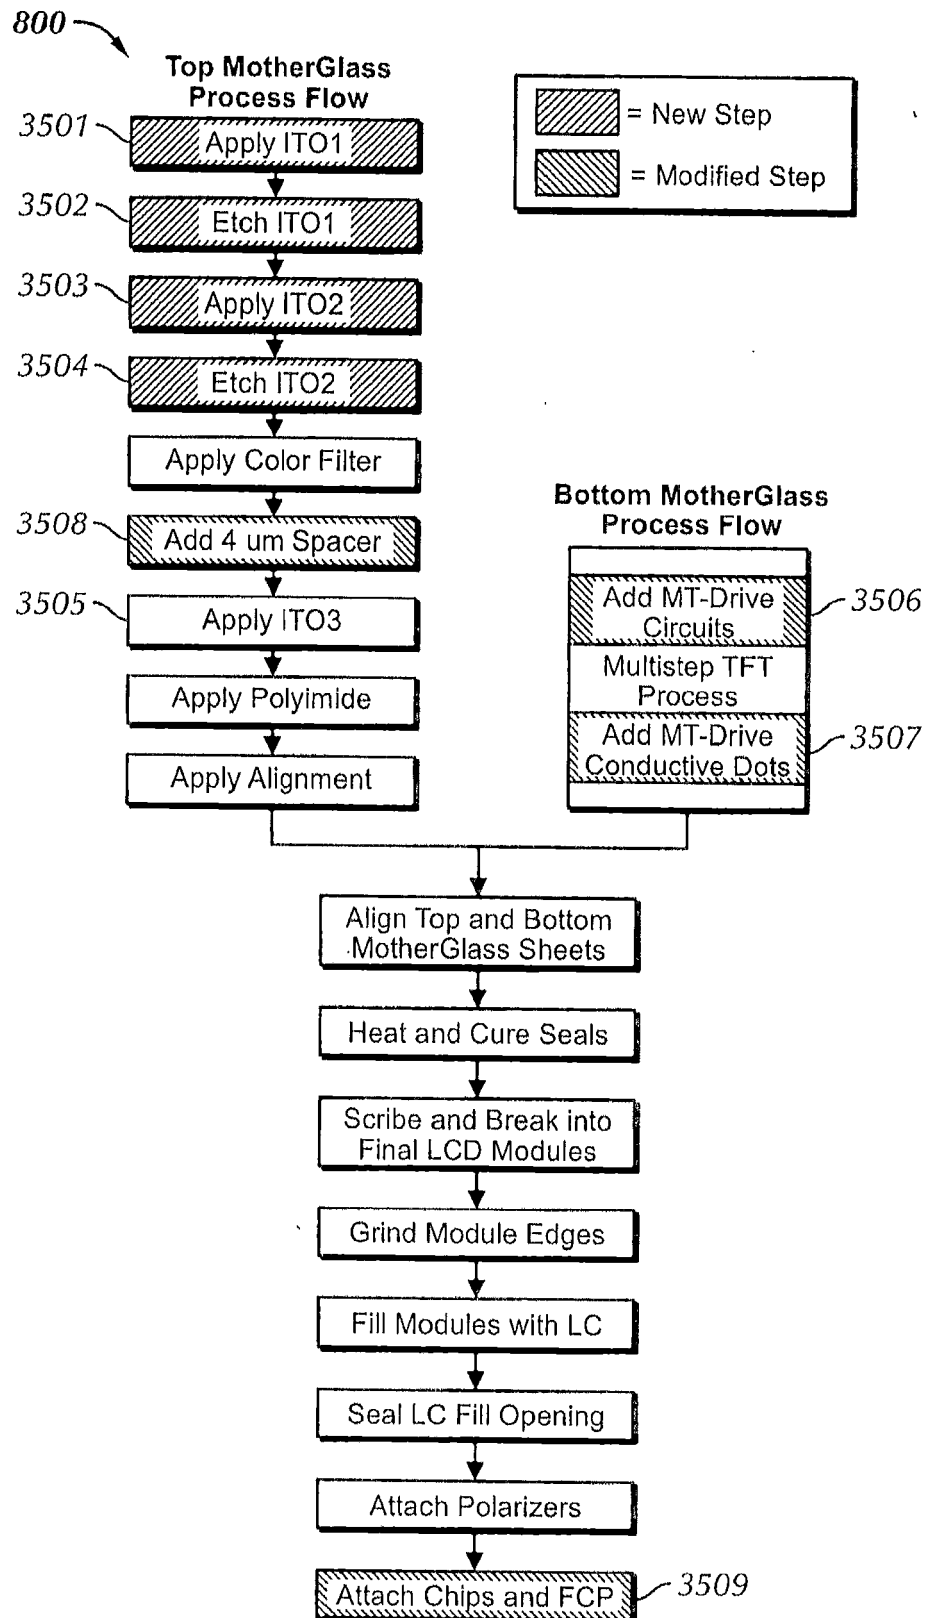 800
Top MotherGlass
Process Flow
3501
Apply ITO1
3502
Etch ITO1
3503
Apply ITO2
3504
Etch ITO2
Apply Color Filter
3508
Add 4 um Spacer
3505
Apply ITO3
Apply Polyimide
Apply Alignment
= New Step
= Modified Step
Bottom MotherGlass
Process Flow
Add MT-Drive
Circuits
3506
Multistep TFT
Process
Add MT-Drive
Conductive Dots
3507
Align Top and Bottom
MotherGlass Sheets
Heat and Cure Seals
Scribe and Break into
Final LCD Modules
Grind Module Edges
Fill Modules with LC
Seal LC Fill Opening
Attach Polarizers
Attach Chips and FCP
3509